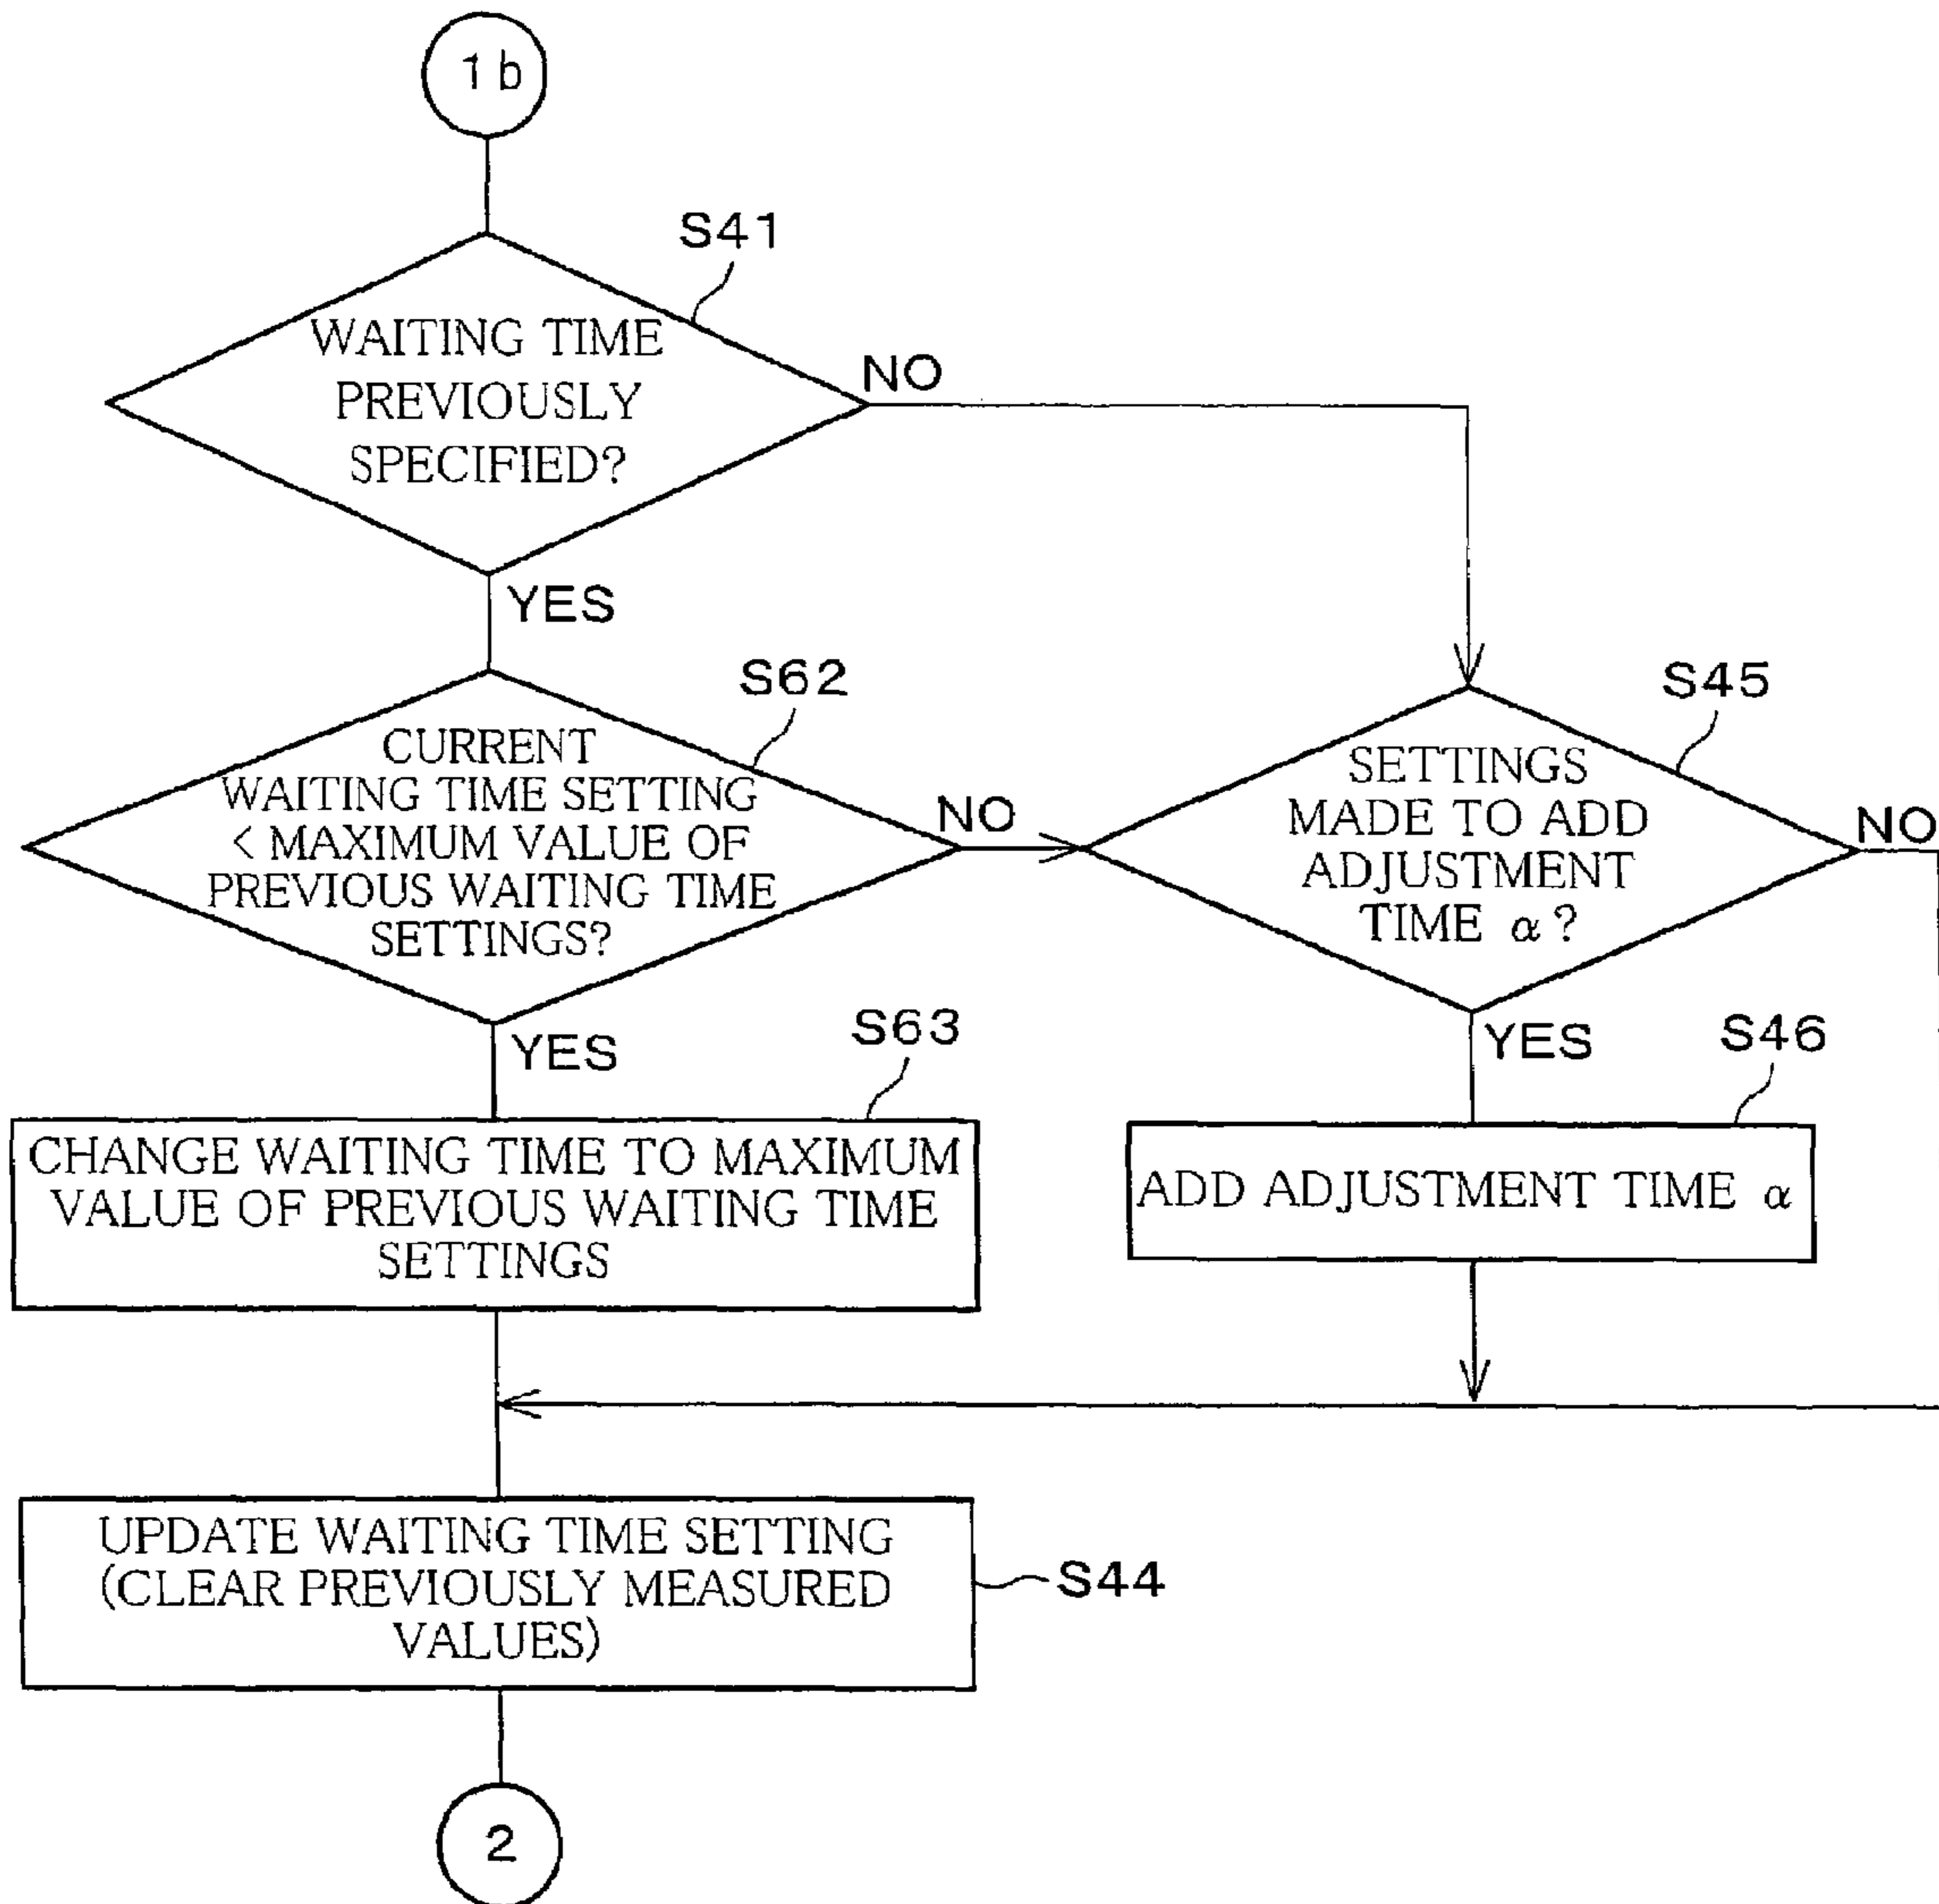 1b
S41
WAITING TIME
PREVIOUSLY
SPECIFIED?
NO
YES
S62
CURRENT
WAITING TIME SETTING
< MAXIMUM VALUE OF
PREVIOUS WAITING TIME
SETTINGS?
NO
YES
S45
SETTINGS
MADE TO ADD
ADJUSTMENT
TIME α?
NO
YES
S63
CHANGE WAITING TIME TO MAXIMUM
VALUE OF PREVIOUS WAITING TIME
SETTINGS
S46
ADD ADJUSTMENT TIME α
UPDATE WAITING TIME SETTING
(CLEAR PREVIOUSLY MEASURED
VALUES)
S44
2